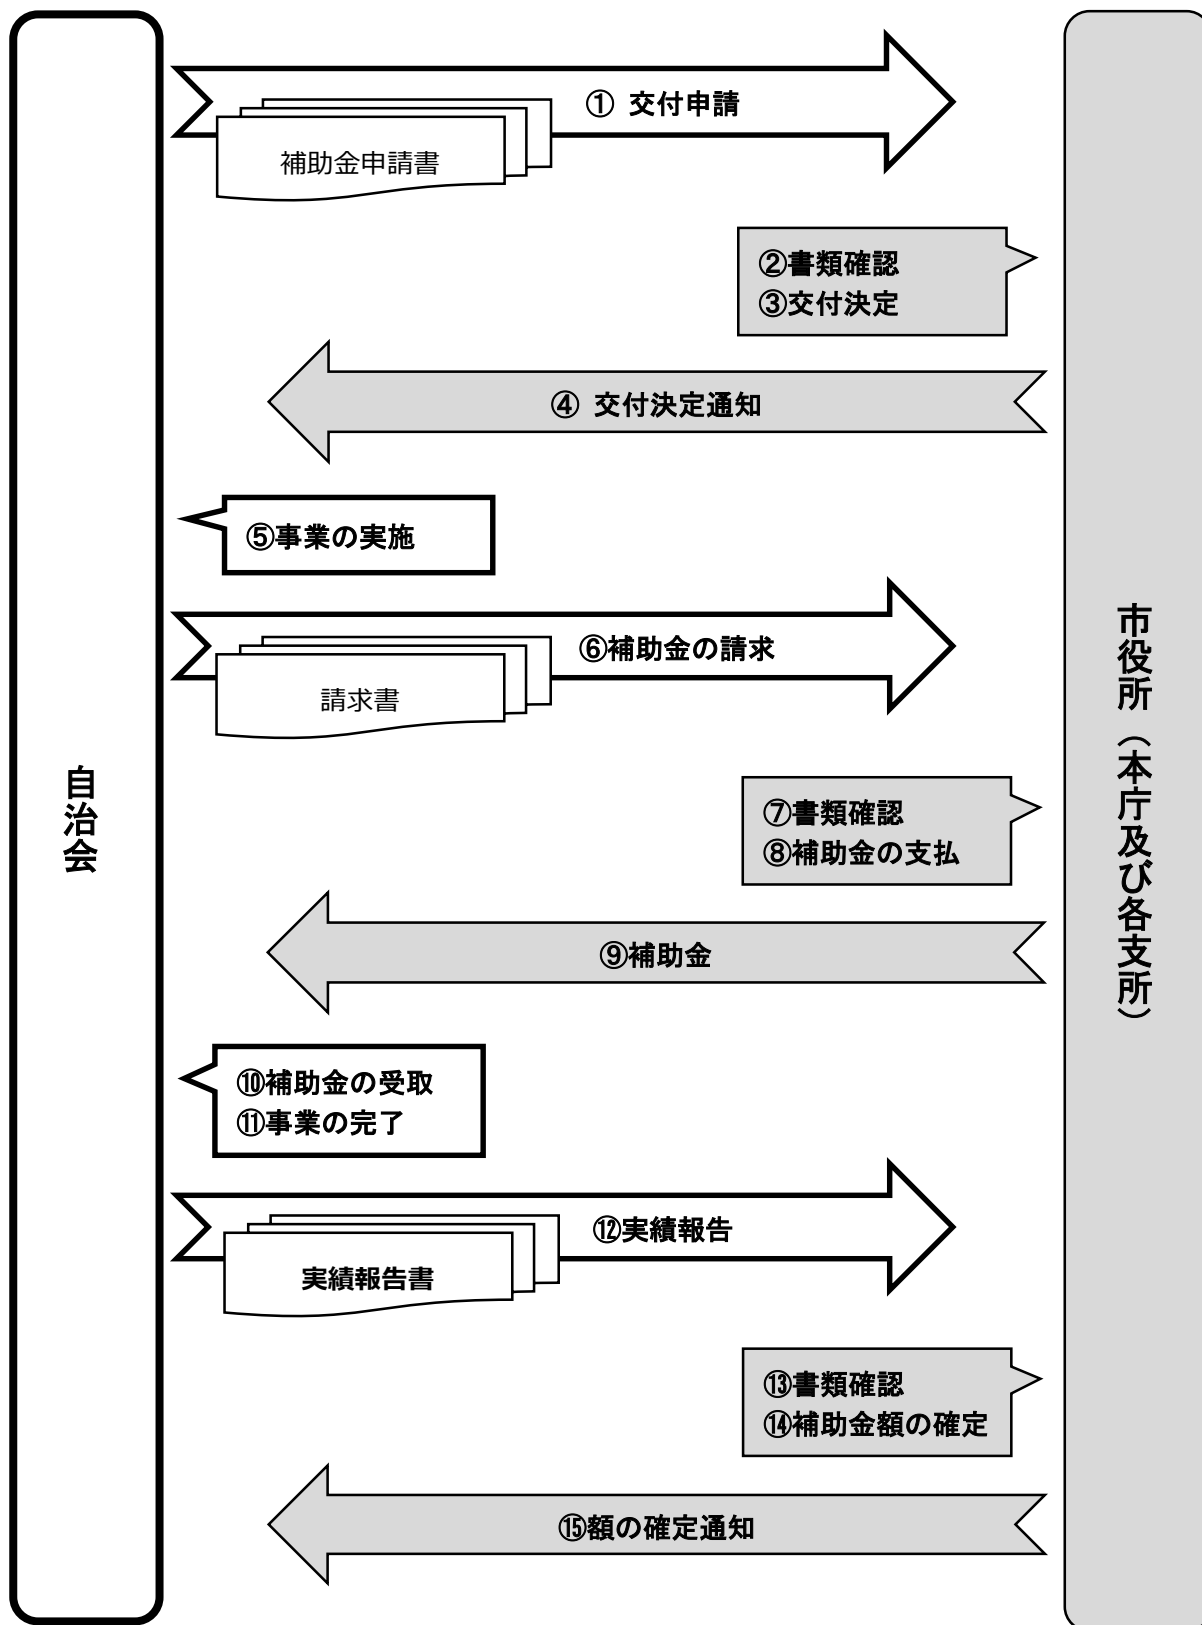 ① 交付申請
補助金申請書
②書類確認
③交付決定
④ 交付決定通知
⑤事業の実施
⑥補助金の請求
請求書
⑦書類確認
⑧補助金の支払
⑨補助金
⑩補助金の受取
⑪事業の完了
⑫実績報告
実績報告書
⑬書類確認
⑭補助金額の確定
⑮額の確定通知
自治会
市役所（本庁及び各支所）